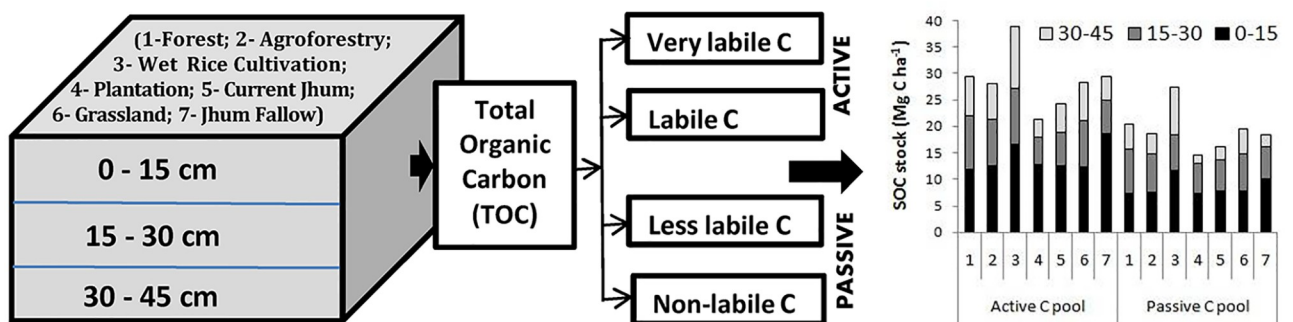 (1-Forest; 2- Agroforestry;
3- Wet Rice Cultivation;
4- Plantation; 5- Current Jhum;
6- Grassland; 7- Jhum Fallow)
0 - 15 cm
15 - 30 cm
30 - 45 cm
Total
Organic
Carbon
(TOC)
Very labile C
Labile C
Less labile C
Non-labile C
ACTIVE
PASSIVE
SOC stock (Mg C ha⁻¹)
40
35
30
25
20
15
10
5
0
30-45 15-30 0-15
1 2 3 4 5 6 7 1 2 3 4 5 6 7
Active C pool Passive C pool